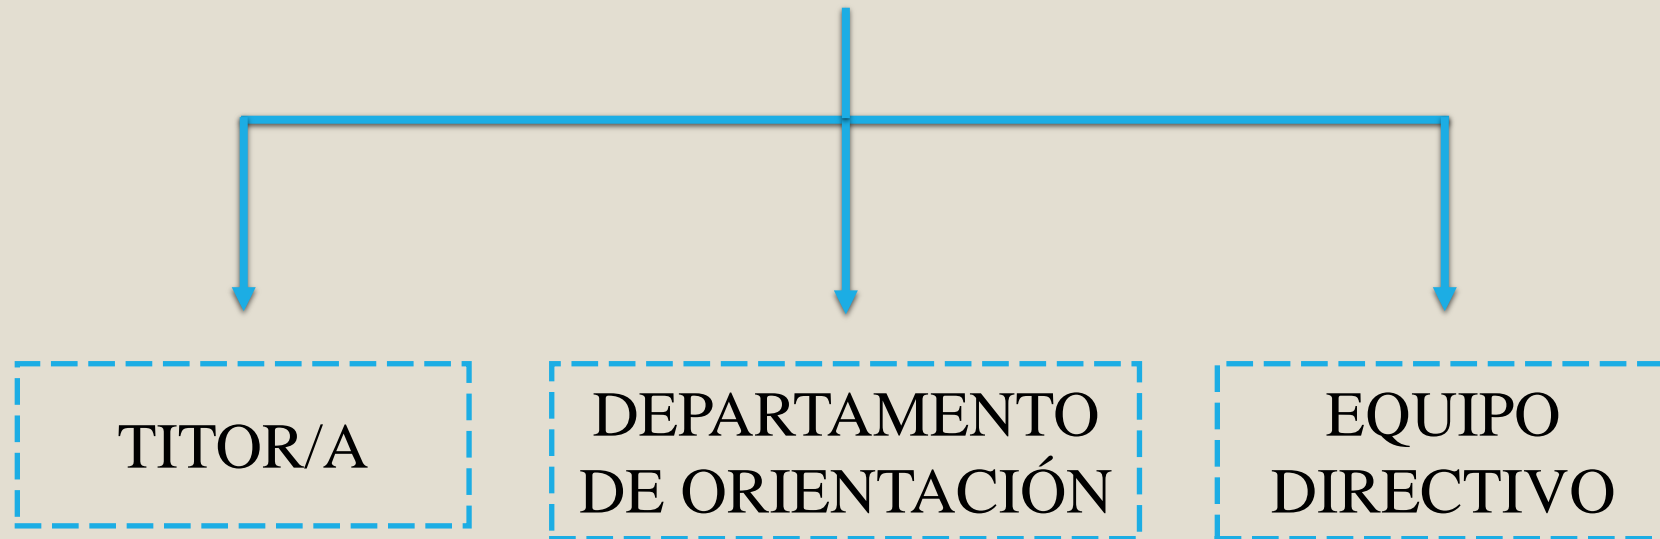 TITOR/A
DEPARTAMENTO
DE ORIENTACIÓN
EQUIPO
DIRECTIVO